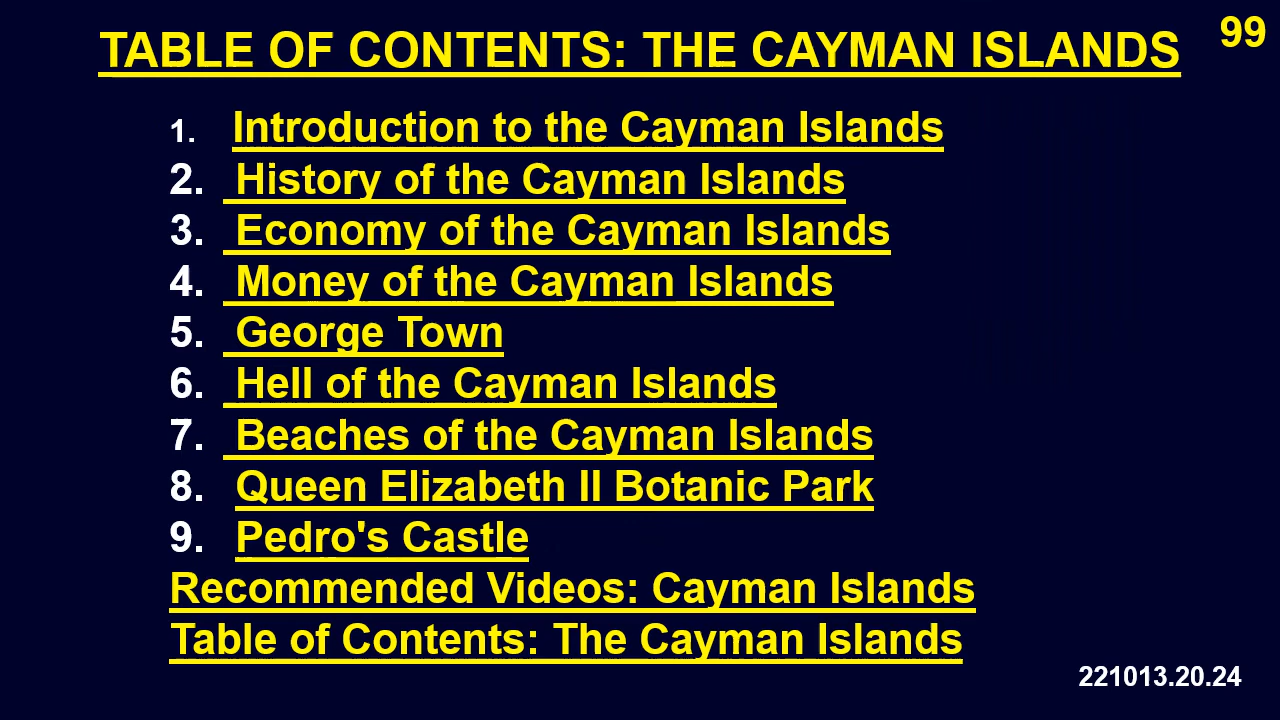 TABLE OF CONTENTS: THE CAYMAN ISLANDS
99
1. Introduction to the Cayman Islands
2. History of the Cayman Islands
3. Economy of the Cayman Islands
4. Money of the Cayman Islands
5. George Town
6. Hell of the Cayman Islands
7. Beaches of the Cayman Islands
8. Queen Elizabeth II Botanic Park
9. Pedro's Castle
Recommended Videos: Cayman Islands
Table of Contents: The Cayman Islands
221013.20.24